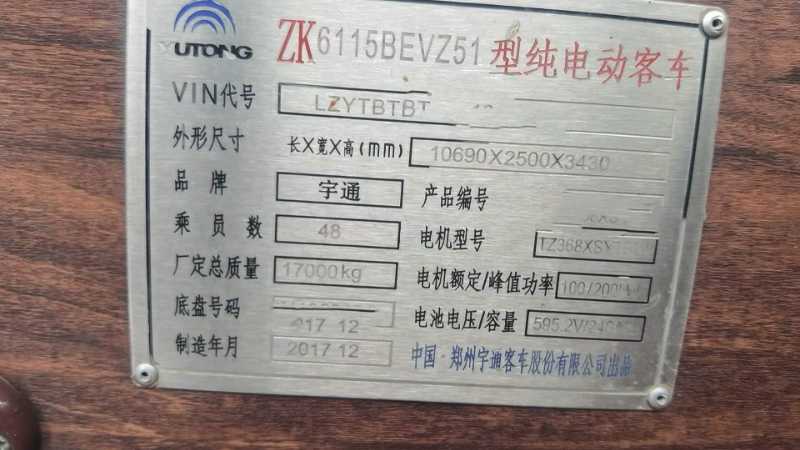 YUTONG
ZK6115BEVZ51型纯电动客车
VIN代号 LZYTBTBT
外形尺寸 长X宽X高(mm) 10690X2500X3430
品牌 宇通 产品编号
乘员数 48 电机型号 TZ368XSY
厂定总质量 17000kg 电机额定/峰值功率 100/200
底盘号码 电池电压/容量 595.2V/
制造年月 2017 12
中国·郑州宇通客车股份有限公司出品